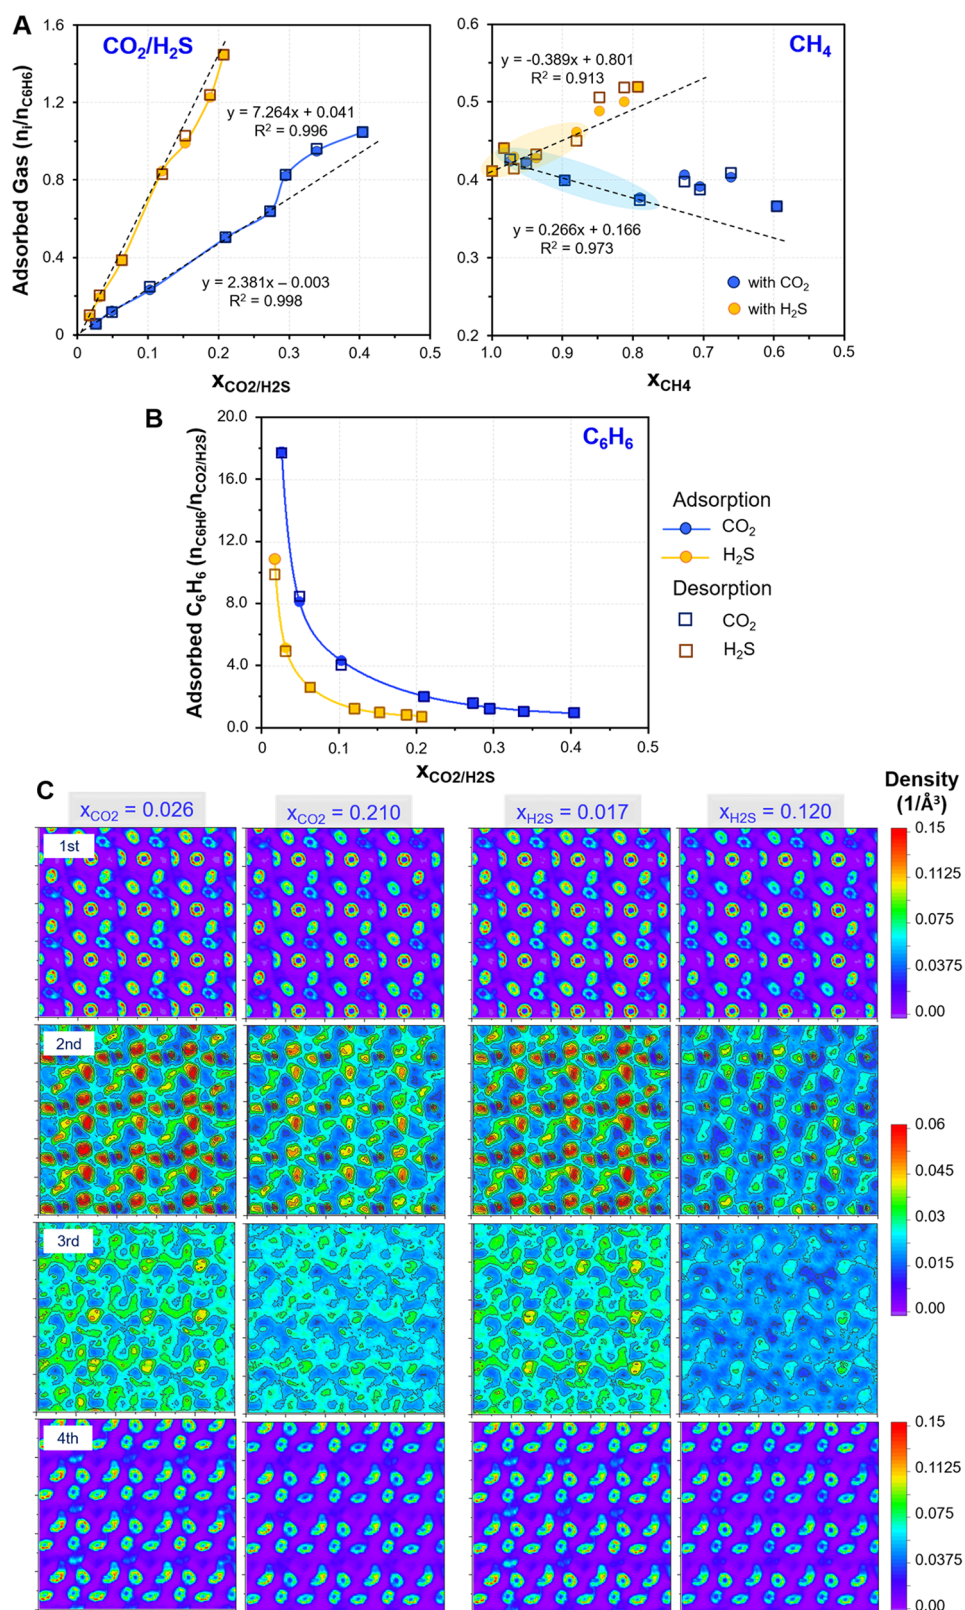 A
CO2/H2S
CH4
Adsorbed Gas (ni/nC6H6)
1.6
1.2
0.8
0.4
0
y = 7.264x + 0.041
R² = 0.996
y = 2.381x – 0.003
R² = 0.998
0 0.1 0.2 0.3 0.4 0.5
xCO2/H2S
0.6
0.5
0.4
0.3
0.2
y = -0.389x + 0.801
R² = 0.913
y = 0.266x + 0.166
R² = 0.973
with CO2
with H2S
1.0 0.9 0.8 0.7 0.6 0.5
xCH4
B
C6H6
Adsorbed C6H6 (nC6H6/nCO2/H2S)
20.0
16.0
12.0
8.0
4.0
0.0
0 0.1 0.2 0.3 0.4 0.5
xCO2/H2S
Adsorption
CO2
H2S
Desorption
CO2
H2S
C
xCO2 = 0.026
xCO2 = 0.210
xH2S = 0.017
xH2S = 0.120
Density
(1/Å³)
1st
0.15
0.1125
0.075
0.0375
0.00
2nd
3rd
0.06
0.045
0.03
0.015
0.00
4th
0.15
0.1125
0.075
0.0375
0.00